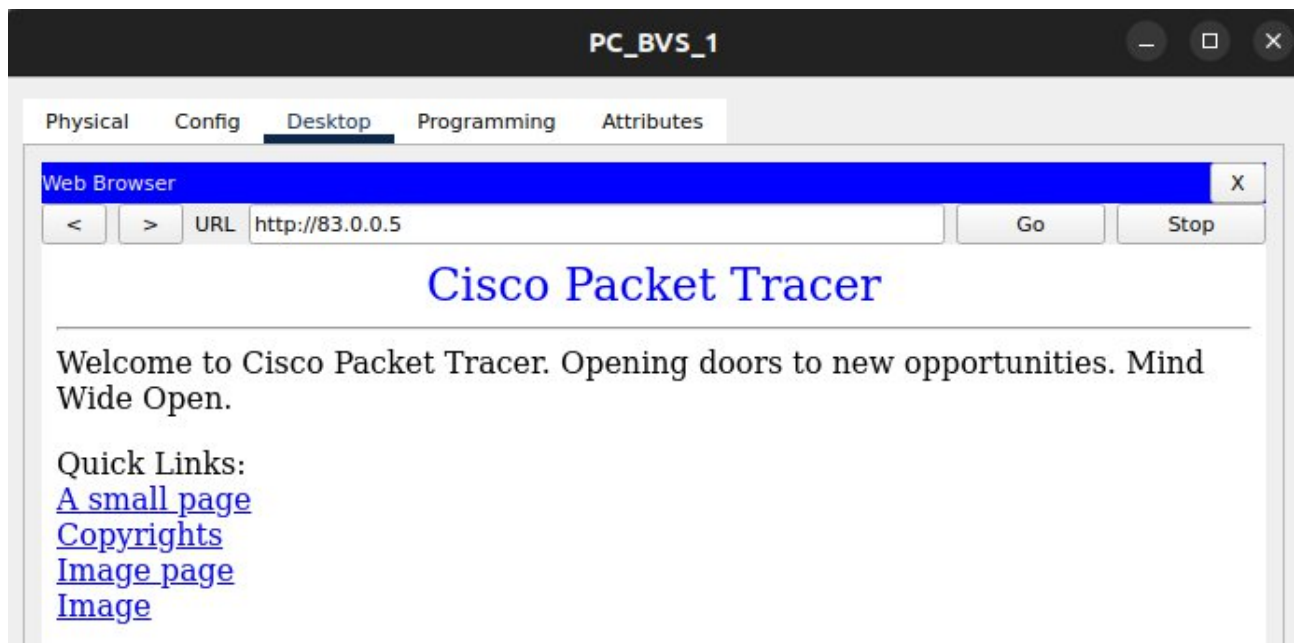 PC_BVS_1
Physical Config Desktop Programming Attributes
Web Browser X
< > URL http://83.0.0.5 Go Stop
Cisco Packet Tracer
Welcome to Cisco Packet Tracer. Opening doors to new opportunities. Mind
Wide Open.
Quick Links:
A small page
Copyrights
Image page
Image